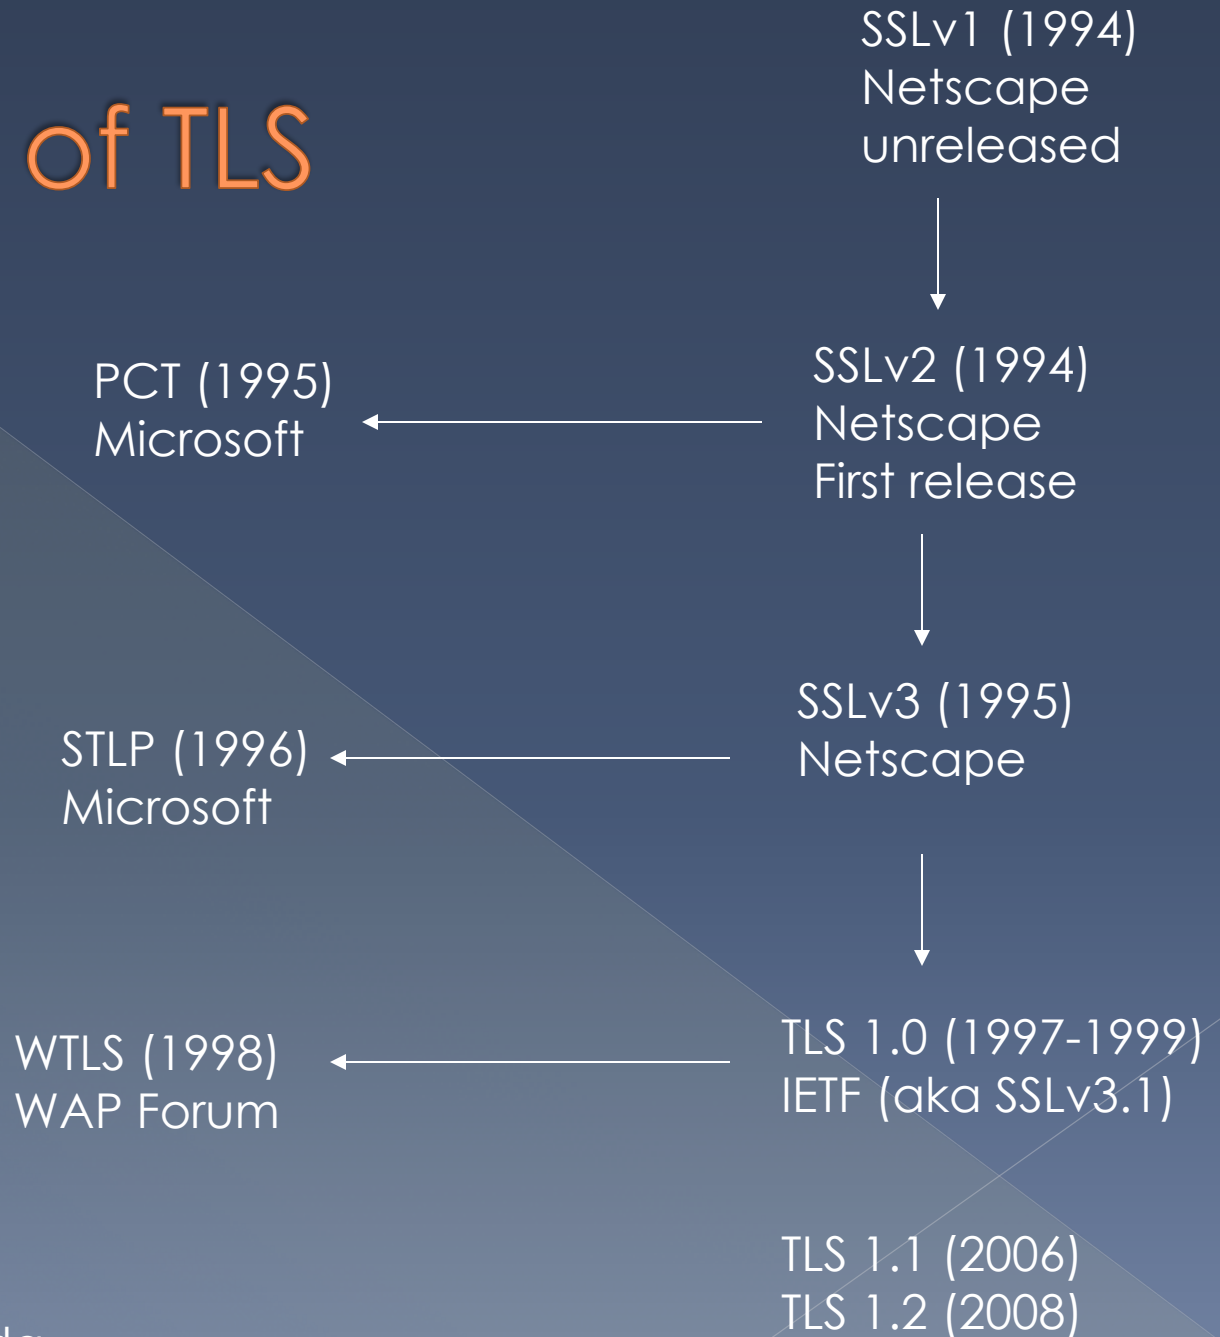 of TLS
SSLv1 (1994)
Netscape
unreleased
PCT (1995)
Microsoft
SSLv2 (1994)
Netscape
First release
STLP (1996)
Microsoft
SSLv3 (1995)
Netscape
WTLS (1998)
WAP Forum
TLS 1.0 (1997-1999)
IETF (aka SSLv3.1)
TLS 1.1 (2006)
TLS 1.2 (2008)